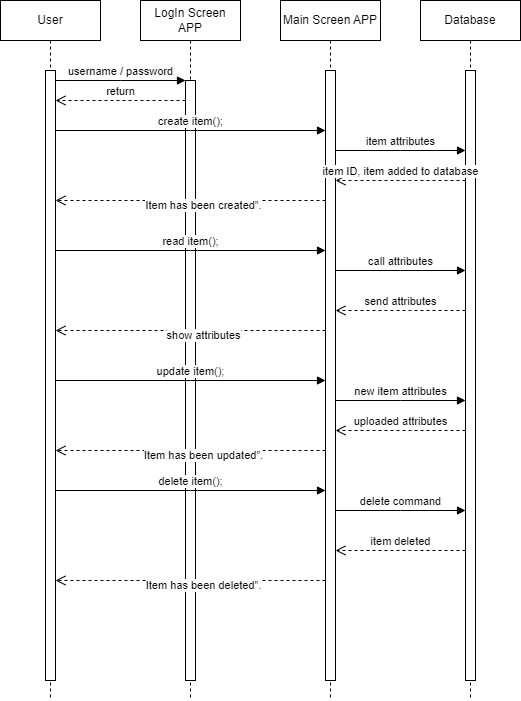 User
LogIn Screen
APP
Main Screen APP
Database
username / password
return
create item();
item attributes
item ID, item added to database
Item has been created”.
read item();
call attributes
send attributes
show attributes
update item();
new item attributes
uploaded attributes
Item has been updated”.
delete item();
delete command
item deleted
Item has been deleted”.